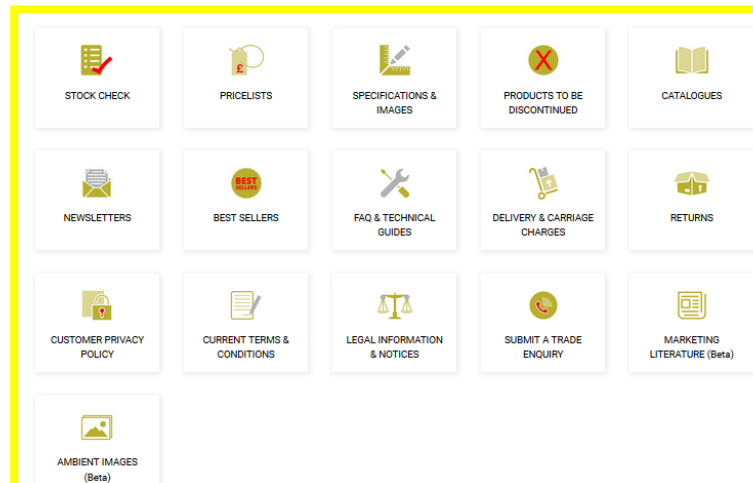 STOCK CHECK
£
PRICELISTS
SPECIFICATIONS &
IMAGES
X
PRODUCTS TO BE
DISCONTINUED
CATALOGUES
NEWSLETTERS
BEST
SELLERS
BEST SELLERS
FAQ & TECHNICAL
GUIDES
DELIVERY & CARRIAGE
CHARGES
RETURNS
CUSTOMER PRIVACY
POLICY
CURRENT TERMS &
CONDITIONS
LEGAL INFORMATION
& NOTICES
SUBMIT A TRADE
ENQUIRY
MARKETING
LITERATURE (Beta)
AMBIENT IMAGES
(Beta)